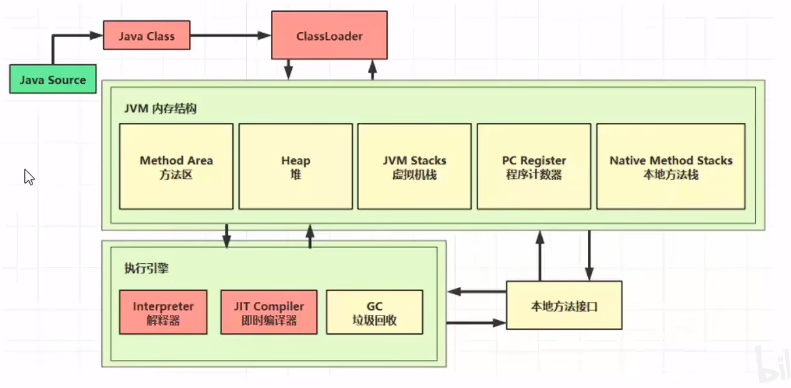 Java Class
ClassLoader
Java Source
JVM 内存结构
Method Area
方法区
Heap
堆
JVM Stacks
虚拟机栈
PC Register
程序计数器
Native Method Stacks
本地方法栈
执行引擎
Interpreter
解释器
JIT Compiler
即时编译器
GC
垃圾回收
本地方法接口
bil